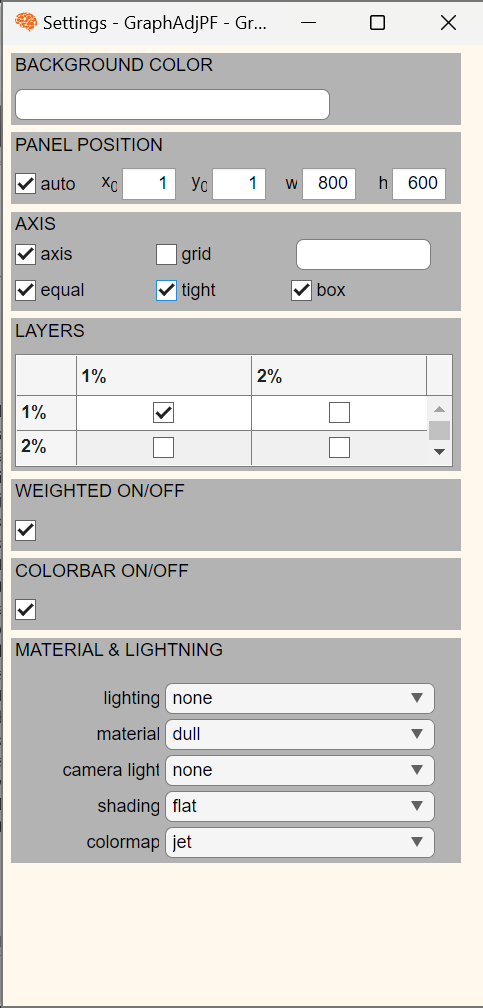 Settings - GraphAdjPF - Gr...
BACKGROUND COLOR
PANEL POSITION
auto x0 1 y0 1 w 800 h 600
AXIS
axis grid
equal tight box
LAYERS
1% 2%
1%
2%
WEIGHTED ON/OFF
COLORBAR ON/OFF
MATERIAL & LIGHTNING
lighting none
material dull
camera light none
shading flat
colormap jet